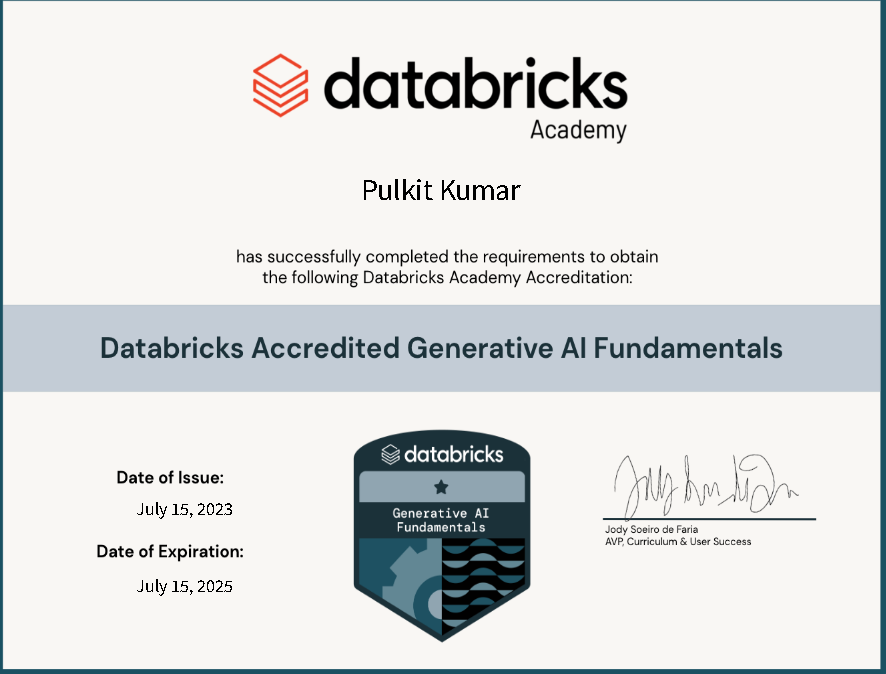 databricks
Academy
Pulkit Kumar
has successfully completed the requirements to obtain
the following Databricks Academy Accreditation:
Databricks Accredited Generative AI Fundamentals
Date of Issue:
July 15, 2023
Date of Expiration:
July 15, 2025
databricks
Generative AI
Fundamentals
Jody Soeiro de Faria
AVP, Curriculum & User Success